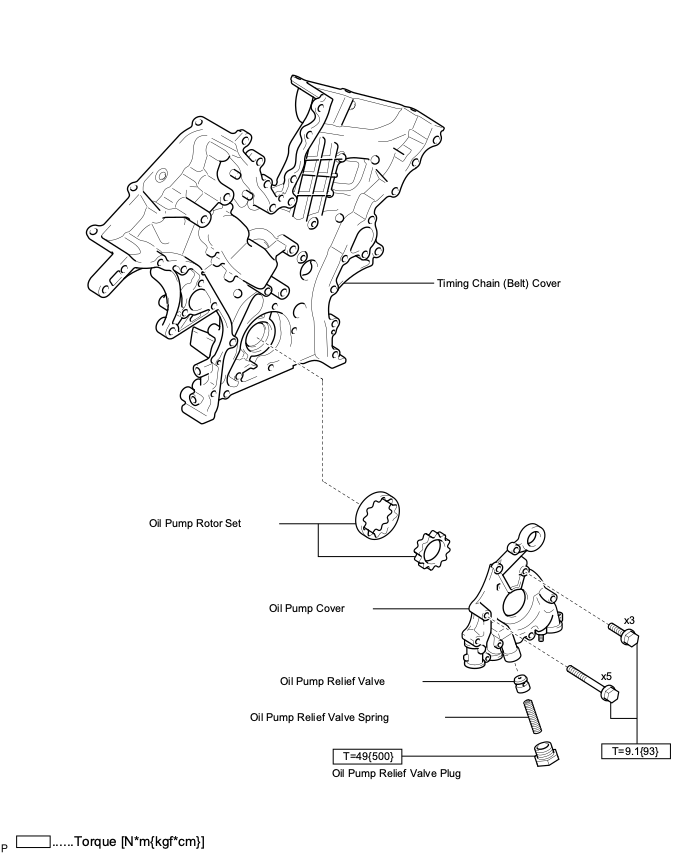 Timing Chain (Belt) Cover
Oil Pump Rotor Set
Oil Pump Cover
x3
x5
Oil Pump Relief Valve
Oil Pump Relief Valve Spring
T=9.1{93}
T=49{500}
Oil Pump Relief Valve Plug
P
......Torque [N*m{kgf*cm}]